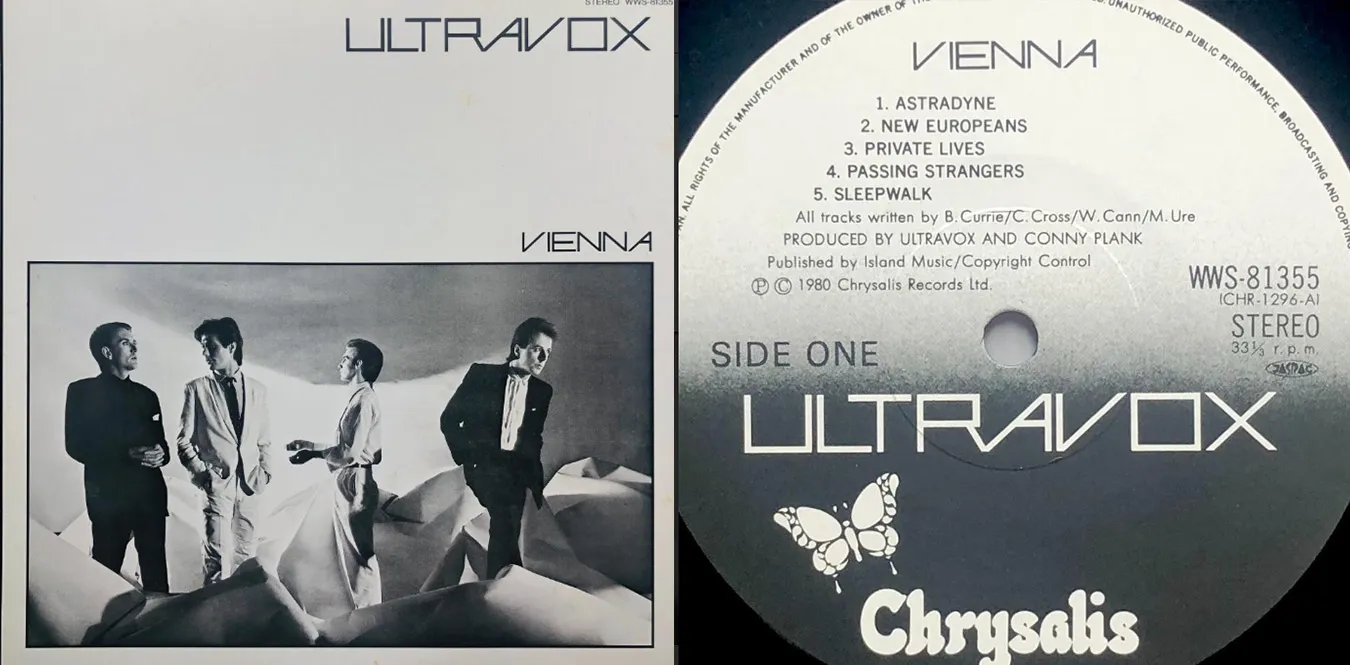 STEREO WWS-81355
ULTRAVOX
VIENNA
AN. ALL RIGHTS OF THE MANUFACTURER AND OF THE OWNER OF THE
UNAUTHORIZED PUBLIC PERFORMANCE, BROADCASTING AND COPYING
VIENNA
1. ASTRADYNE
2. NEW EUROPEANS
3. PRIVATE LIVES
4. PASSING STRANGERS
5. SLEEPWALK
All tracks written by B.Currie/C.Cross/W.Cann/M.Ure
PRODUCED BY ULTRAVOX AND CONNY PLANK
Published by Island Music/Copyright Control
Ⓟ © 1980 Chrysalis Records Ltd.
WWS-81355
(CHR-1296-A)
STEREO
33⅓ r.p.m.
JASRAC
SIDE ONE
ULTRAVOX
Chrysalis